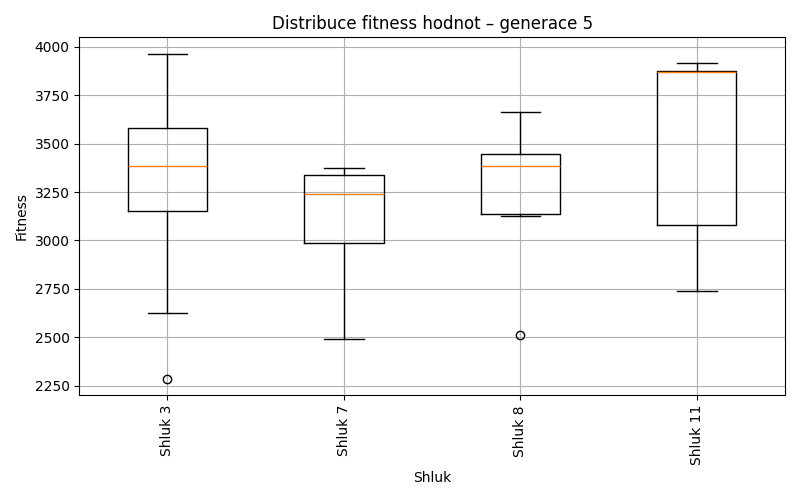 Distribuce fitness hodnot – generace 5
Fitness
4000
3750
3500
3250
3000
2750
2500
2250
Shluk 3
Shluk 7
Shluk 8
Shluk 11
Shluk